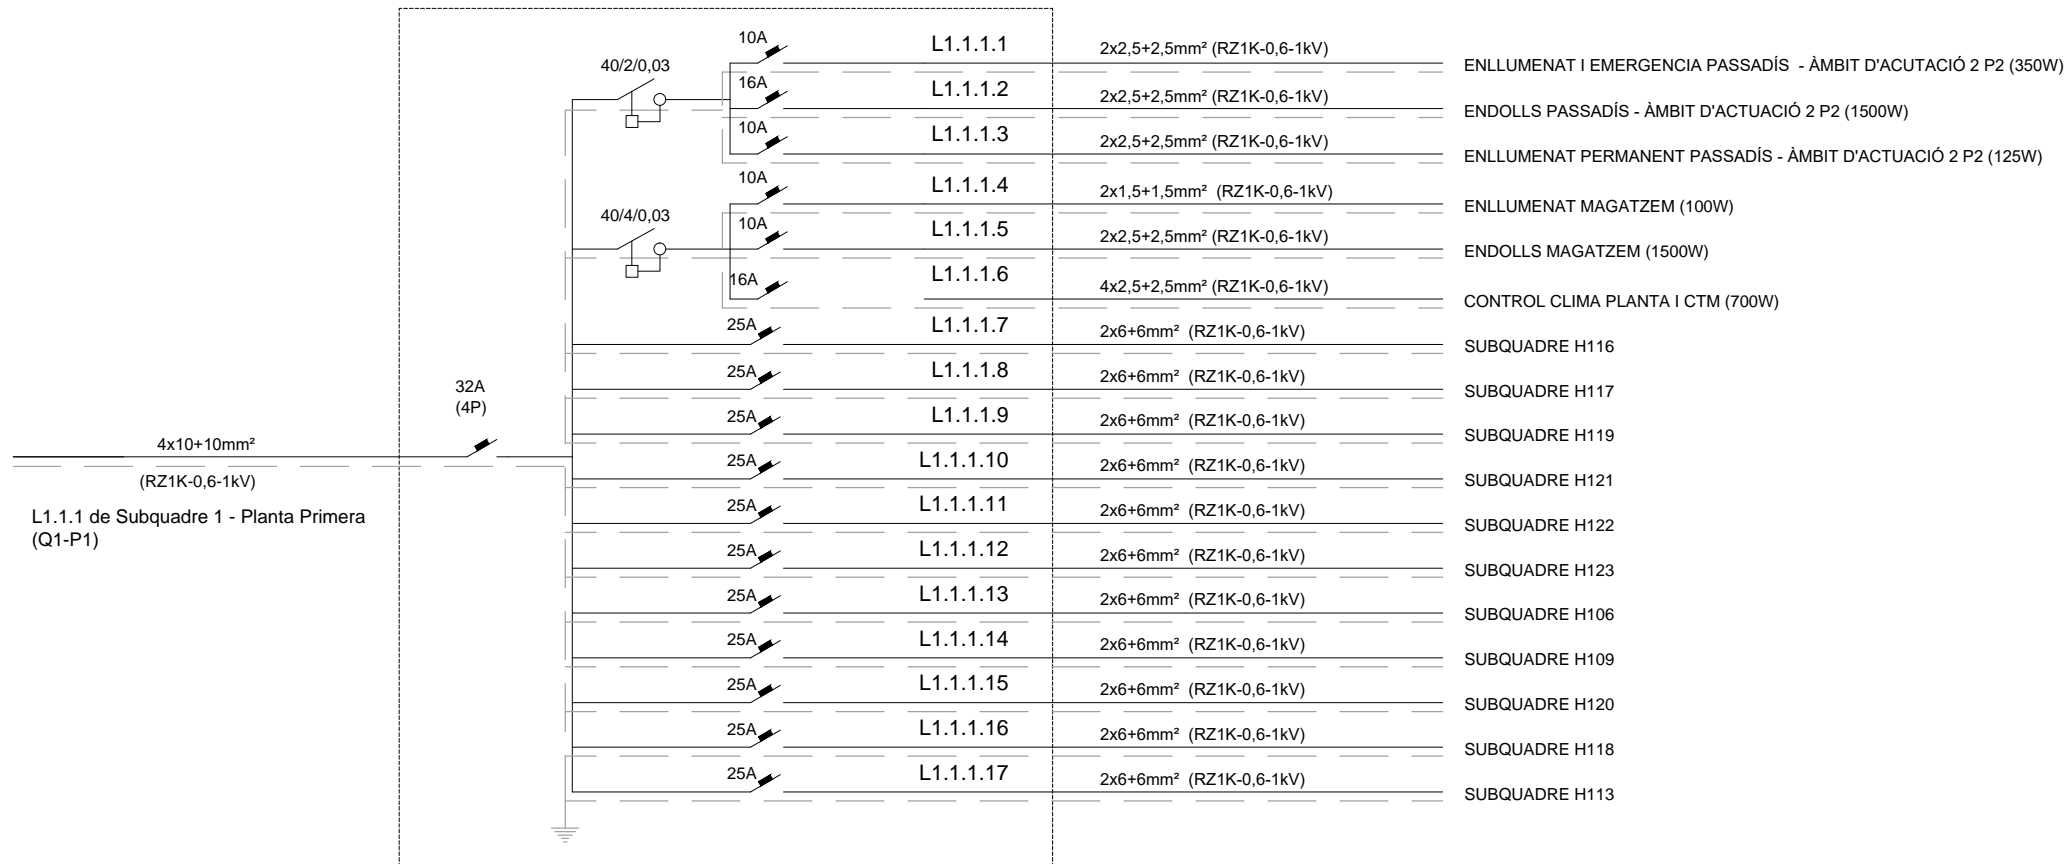 10A L1.1.1.1 2x2,5+2,5mm² (RZ1K-0,6-1kV) ENLLUMENAT I EMERGENCIA PASSADÍS - ÀMBIT D'ACUTACIÓ 2 P2 (350W)
40/2/0,03
16A L1.1.1.2 2x2,5+2,5mm² (RZ1K-0,6-1kV) ENDOLLS PASSADÍS - ÀMBIT D'ACTUACIÓ 2 P2 (1500W)
10A L1.1.1.3 2x2,5+2,5mm² (RZ1K-0,6-1kV) ENLLUMENAT PERMANENT PASSADÍS - ÀMBIT D'ACTUACIÓ 2 P2 (125W)
10A L1.1.1.4 2x1,5+1,5mm² (RZ1K-0,6-1kV) ENLLUMENAT MAGATZEM (100W)
40/4/0,03
10A L1.1.1.5 2x2,5+2,5mm² (RZ1K-0,6-1kV) ENDOLLS MAGATZEM (1500W)
16A L1.1.1.6 4x2,5+2,5mm² (RZ1K-0,6-1kV) CONTROL CLIMA PLANTA I CTM (700W)
25A L1.1.1.7 2x6+6mm² (RZ1K-0,6-1kV) SUBQUADRE H116
25A L1.1.1.8 2x6+6mm² (RZ1K-0,6-1kV) SUBQUADRE H117
32A
(4P)
25A L1.1.1.9 2x6+6mm² (RZ1K-0,6-1kV) SUBQUADRE H119
4x10+10mm²
(RZ1K-0,6-1kV)
25A L1.1.1.10 2x6+6mm² (RZ1K-0,6-1kV) SUBQUADRE H121
L1.1.1 de Subquadre 1 - Planta Primera
(Q1-P1)
25A L1.1.1.11 2x6+6mm² (RZ1K-0,6-1kV) SUBQUADRE H122
25A L1.1.1.12 2x6+6mm² (RZ1K-0,6-1kV) SUBQUADRE H123
25A L1.1.1.13 2x6+6mm² (RZ1K-0,6-1kV) SUBQUADRE H106
25A L1.1.1.14 2x6+6mm² (RZ1K-0,6-1kV) SUBQUADRE H109
25A L1.1.1.15 2x6+6mm² (RZ1K-0,6-1kV) SUBQUADRE H120
25A L1.1.1.16 2x6+6mm² (RZ1K-0,6-1kV) SUBQUADRE H118
25A L1.1.1.17 2x6+6mm² (RZ1K-0,6-1kV) SUBQUADRE H113